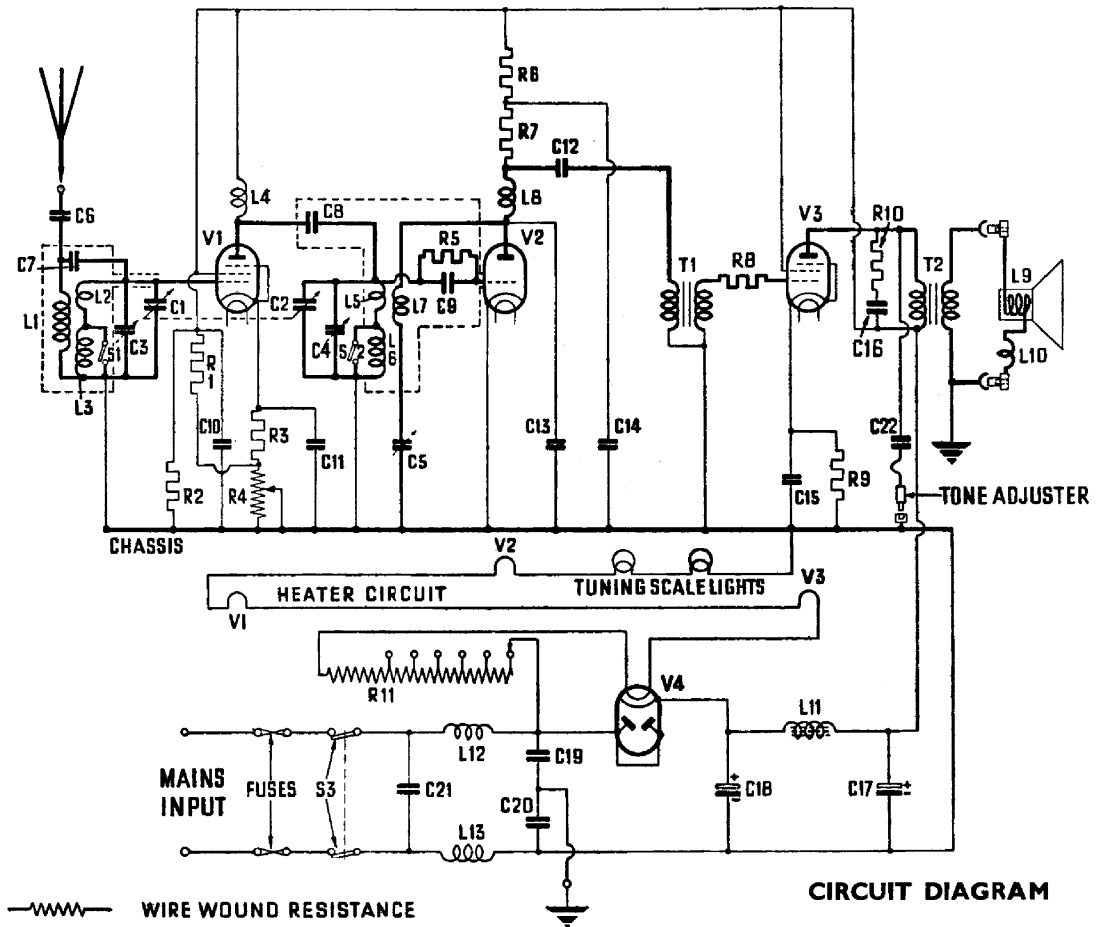 R6
R7
C12
C6
L4
C8
L8
V1
R5
V2
V3
R10
C7
L2
C1
C2
L5
L7
C9
T1
R8
T2
L9
L1
C3
S1
C4
S2
L6
C16
L10
L3
R1
C10
R3
C11
C5
C13
C14
C22
R2
R4
C15
R9
TONE ADJUSTER
CHASSIS
V2
HEATER CIRCUIT
TUNING SCALE LIGHTS
V3
V1
R11
V4
L11
L12
C19
MAINS
INPUT
FUSES
S3
C21
C20
C18
C17
L13
CIRCUIT DIAGRAM
WIRE WOUND RESISTANCE